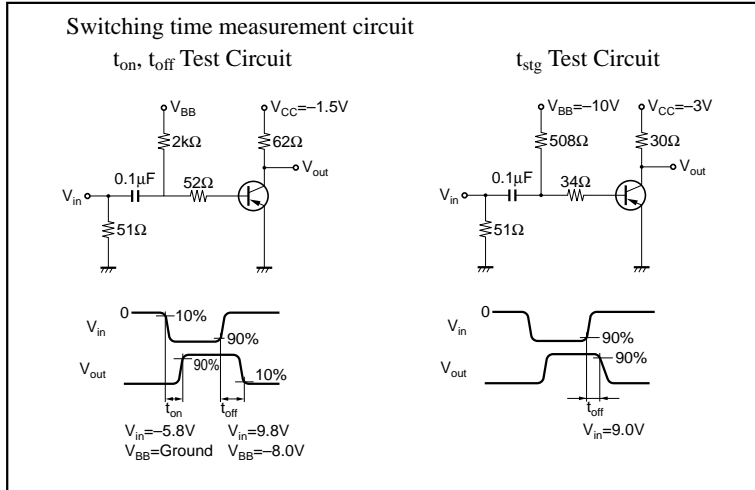 Switching time measurement circuit
ton, toff Test Circuit
tstg Test Circuit
VBB
VCC=–1.5V
2kΩ
62Ω
Vout
0.1μF
52Ω
Vin
51Ω
VBB=–10V
VCC=–3V
508Ω
30Ω
Vout
0.1μF
34Ω
Vin
51Ω
0
10%
Vin
90%
Vout
90%
10%
ton
toff
Vin=–5.8V
Vin=9.8V
VBB=Ground
VBB=–8.0V
0
Vin
90%
Vout
90%
toff
Vin=9.0V